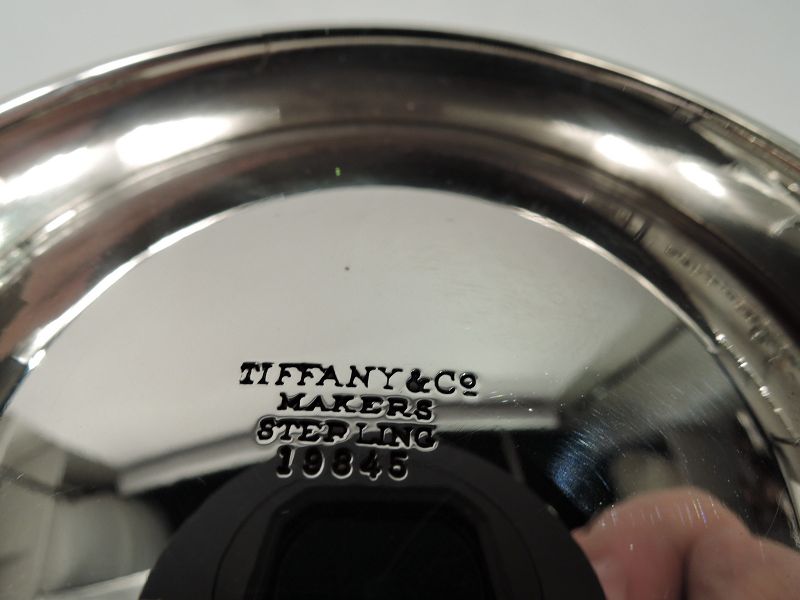 TIFFANY & Cº
MAKERS
STERLING
19845